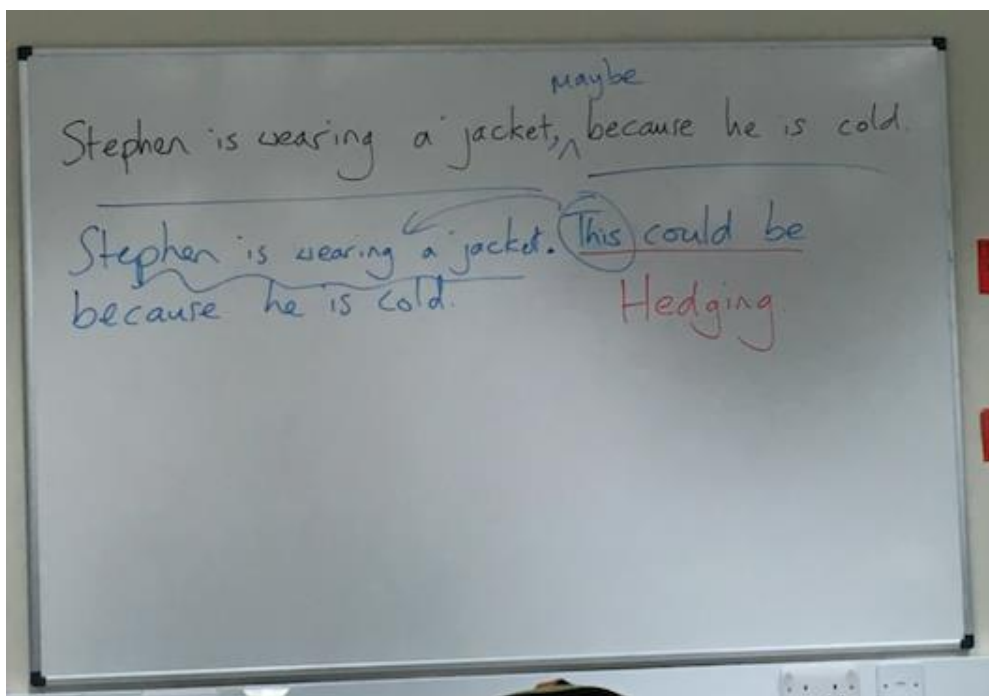 maybe
Stephen is wearing a jacket, because he is cold.
Stephen is wearing a jacket. This could be
because he is cold.
Hedging